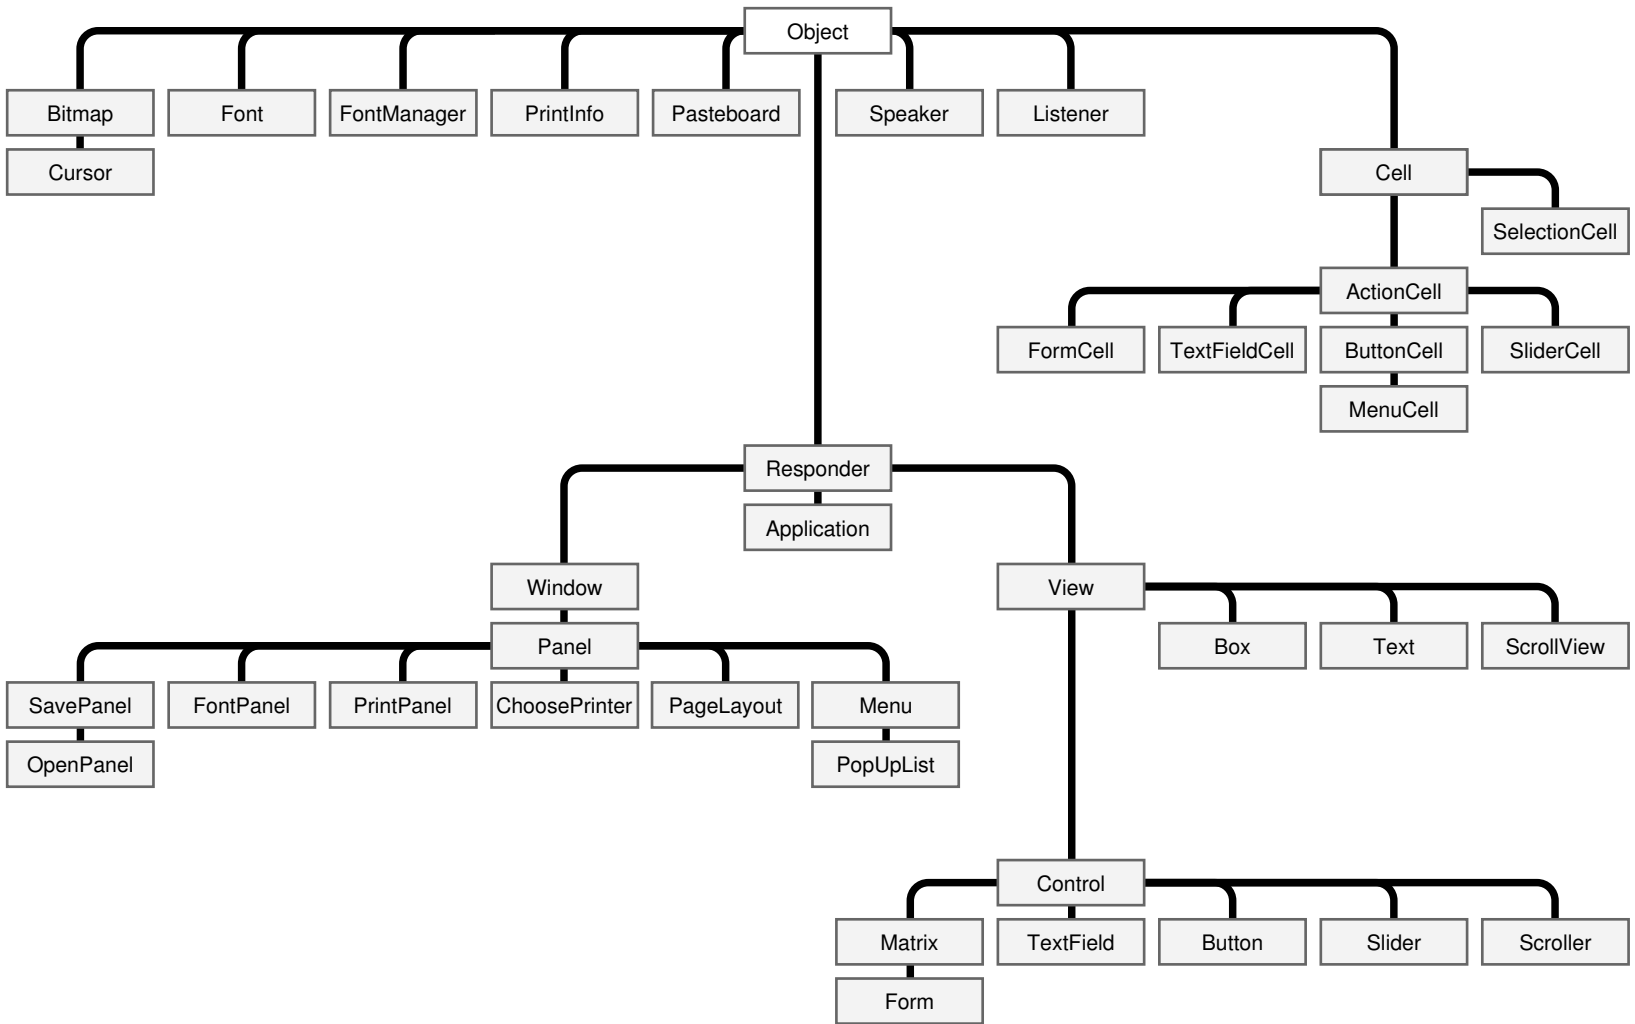 Object
Bitmap
Font
FontManager
PrintInfo
Pasteboard
Speaker
Listener
Cursor
Cell
SelectionCell
ActionCell
FormCell
TextFieldCell
ButtonCell
SliderCell
MenuCell
Responder
Application
Window
View
Panel
Box
Text
ScrollView
SavePanel
FontPanel
PrintPanel
ChoosePrinter
PageLayout
Menu
OpenPanel
PopUpList
Control
Matrix
TextField
Button
Slider
Scroller
Form